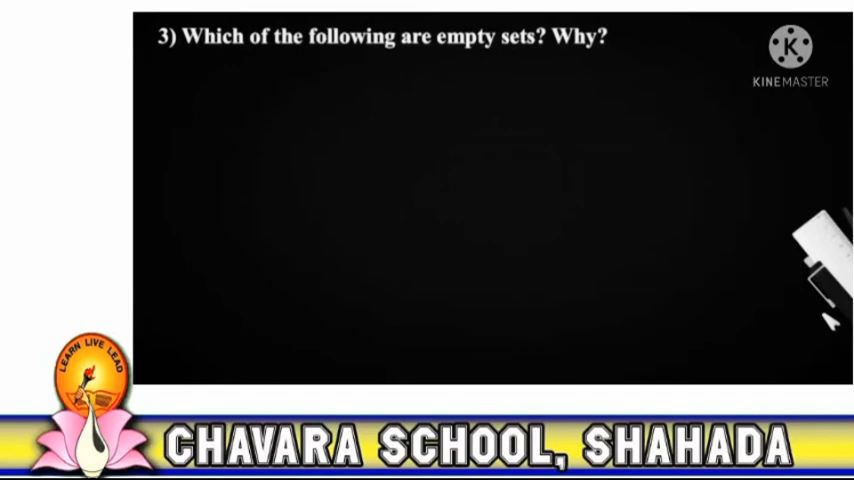 3) Which of the following are empty sets? Why?
K
KINEMASTER
LEARN LIVE LEAD
CHAVARA SCHOOL, SHAHADA